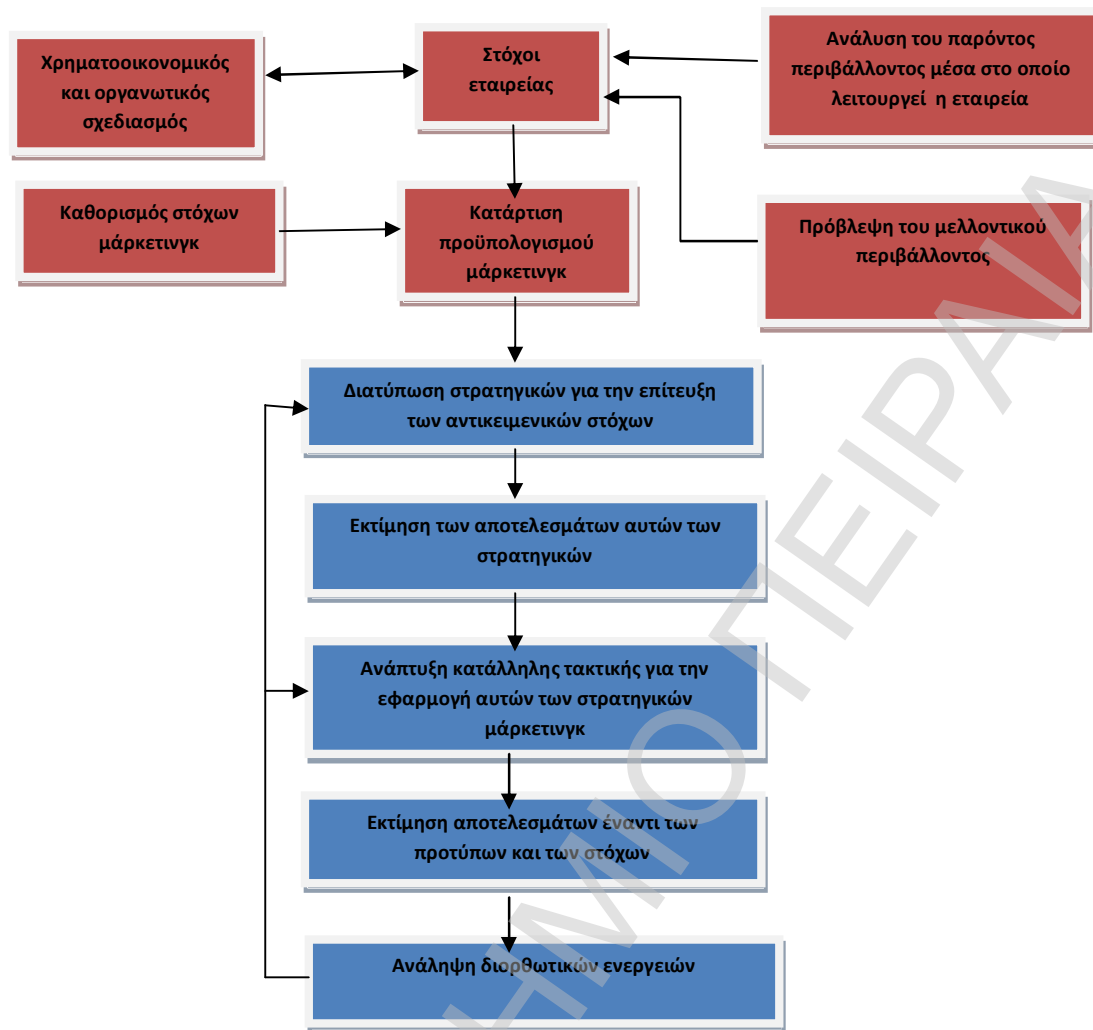 Χρηματοοικονομικός
και οργανωτικός
σχεδιασμός
Στόχοι
εταιρείας
Ανάλυση του παρόντος
περιβάλλοντος μέσα στο οποίο
λειτουργεί η εταιρεία
Καθορισμός στόχων
μάρκετινγκ
Κατάρτιση
προϋπολογισμού
μάρκετινγκ
Πρόβλεψη του μελλοντικού
περιβάλλοντος
Διατύπωση στρατηγικών για την επίτευξη
των αντικειμενικών στόχων
Εκτίμηση των αποτελεσμάτων αυτών των
στρατηγικών
Ανάπτυξη κατάλληλης τακτικής για την
εφαρμογή αυτών των στρατηγικών
μάρκετινγκ
Εκτίμηση αποτελεσμάτων έναντι των
προτύπων και των στόχων
Ανάληψη διορθωτικών ενεργειών
ΗΜΙΟ ΠΕΙΡΑΙΑ